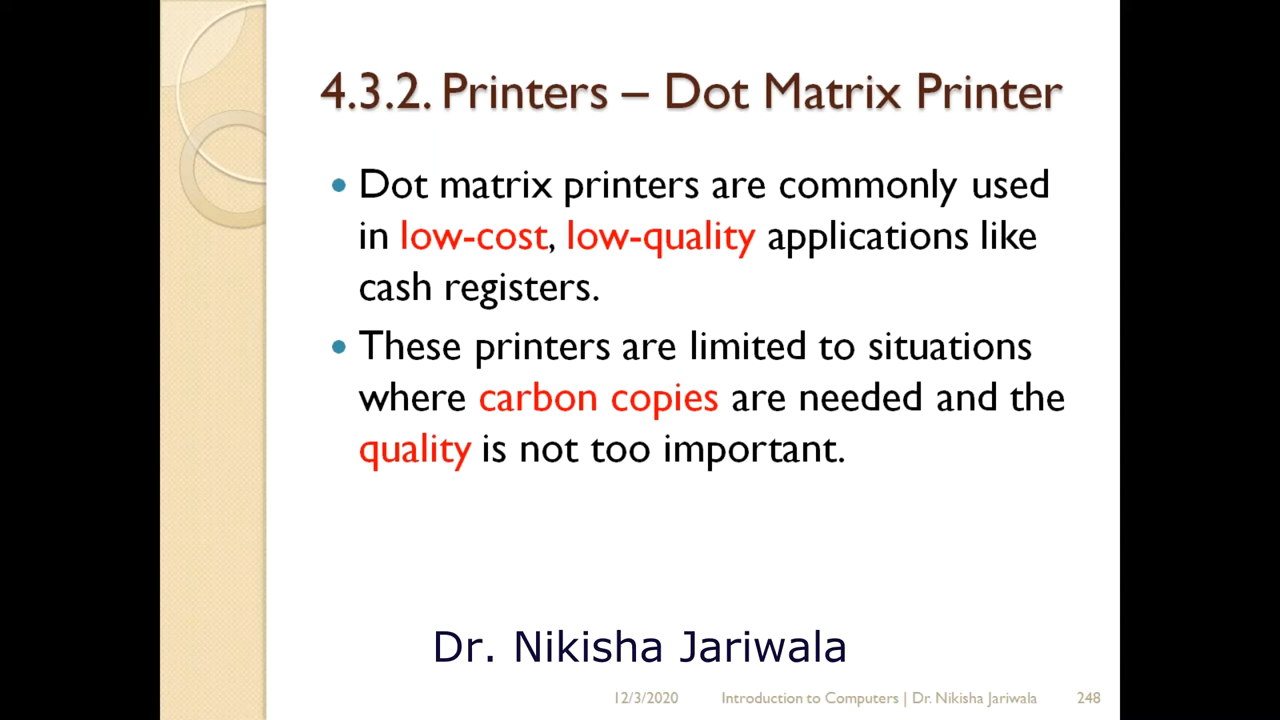 4.3.2. Printers – Dot Matrix Printer
• Dot matrix printers are commonly used
in low-cost, low-quality applications like
cash registers.
• These printers are limited to situations
where carbon copies are needed and the
quality is not too important.
Dr. Nikisha Jariwala
12/3/2020 Introduction to Computers | Dr. Nikisha Jariwala 248